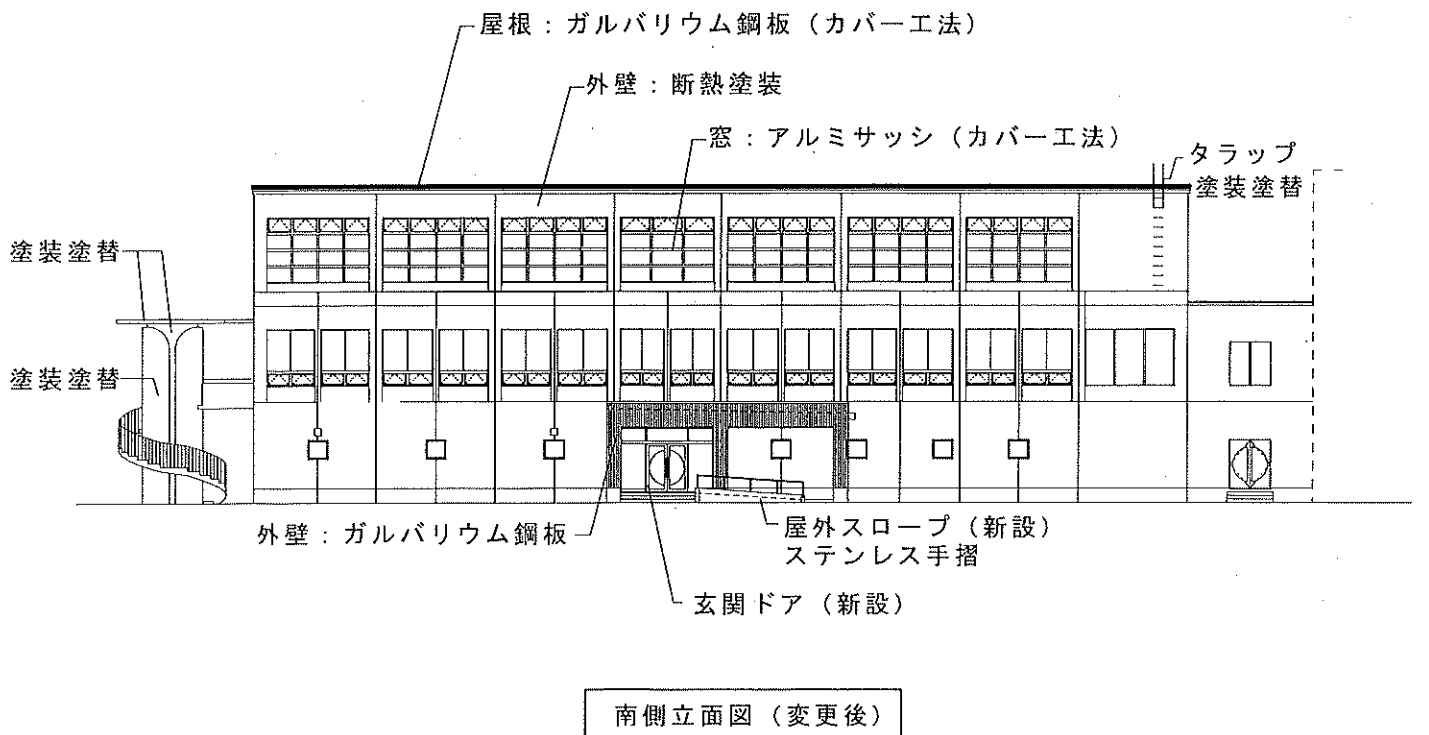 屋根：ガルバリウム鋼板（カバー工法）
外壁：断熱塗装
窓：アルミサッシ（カバー工法）
タラップ
塗装塗替
塗装塗替
塗装塗替
外壁：ガルバリウム鋼板
屋外スロープ（新設）
ステンレス手摺
玄関ドア（新設）
南側立面図（変更後）